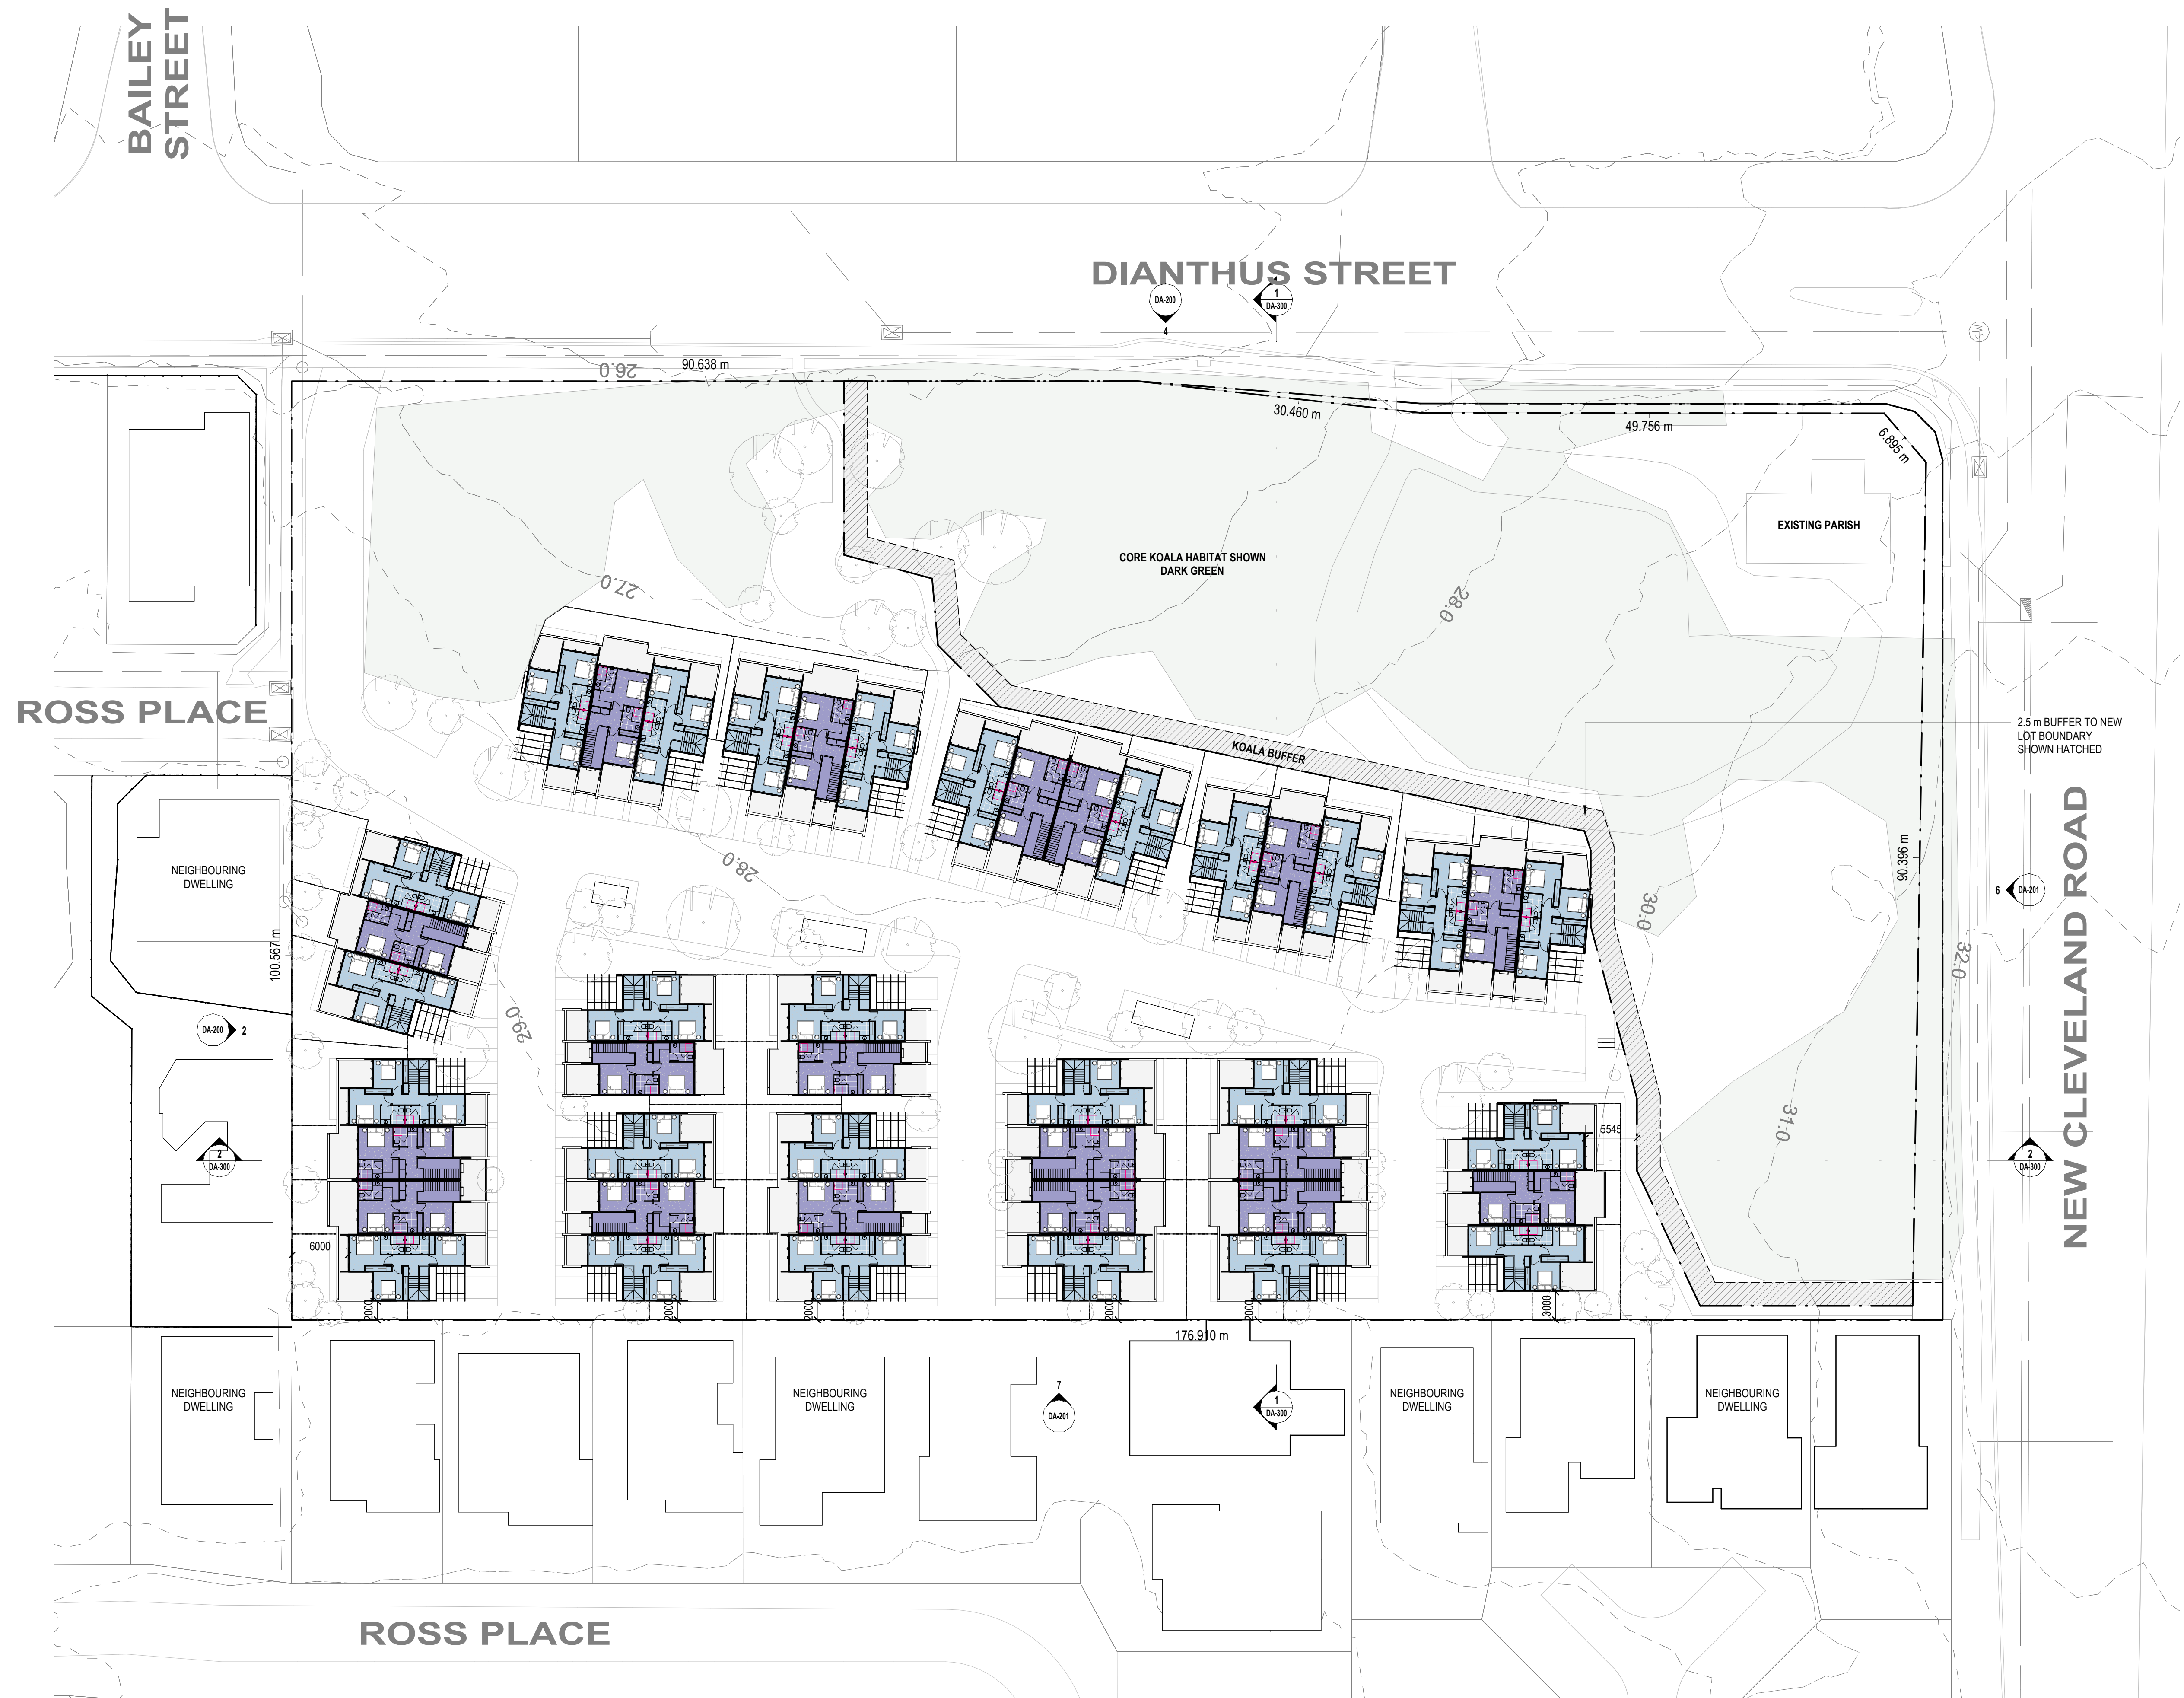 BAILEY
STREET
DIANTHUS STREET
DA-200
4
1
DA-300
26.0
90.638 m
30.460 m
49.756 m
6.895 m
MS
EXISTING PARISH
CORE KOALA HABITAT SHOWN
DARK GREEN
27.0
28.0
ROSS PLACE
2.5 m BUFFER TO NEW
LOT BOUNDARY
SHOWN HATCHED
KOALA BUFFER
NEIGHBOURING
DWELLING
28.0
90.396 m
6
DA-201
30.0
32.0
NEW CLEVELAND ROAD
100.567 m
DA-200
2
29.0
31.0
5545
2
DA-300
2
DA-300
6000
2000
2000
2000
2000
2000
3000
176.910 m
NEIGHBOURING
DWELLING
NEIGHBOURING
DWELLING
7
DA-201
1
DA-300
NEIGHBOURING
DWELLING
NEIGHBOURING
DWELLING
ROSS PLACE